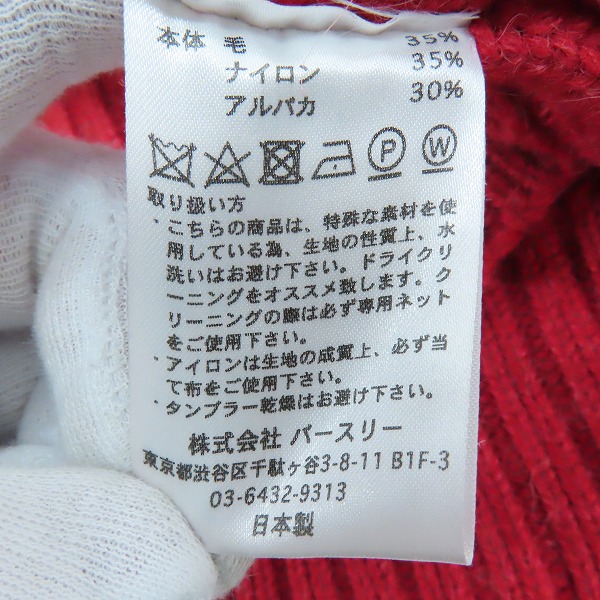 本体 毛 35%
ナイロン 35%
アルパカ 30%
P W
取り扱い方
・こちらの商品は、特殊な素材を使
用している為、生地の性質上、水
洗いはお避け下さい。ドライクリ
ーニングをオススメ致します。ク
リーニングの際は必ず専用ネット
をご使用下さい。
・アイロンは生地の成質上、必ず当
て布をご使用下さい。
・タンブラー乾燥はお避け下さい。
株式会社 バースリー
東京都渋谷区千駄ヶ谷3-8-11 B1F-3
03-6432-9313
日本製